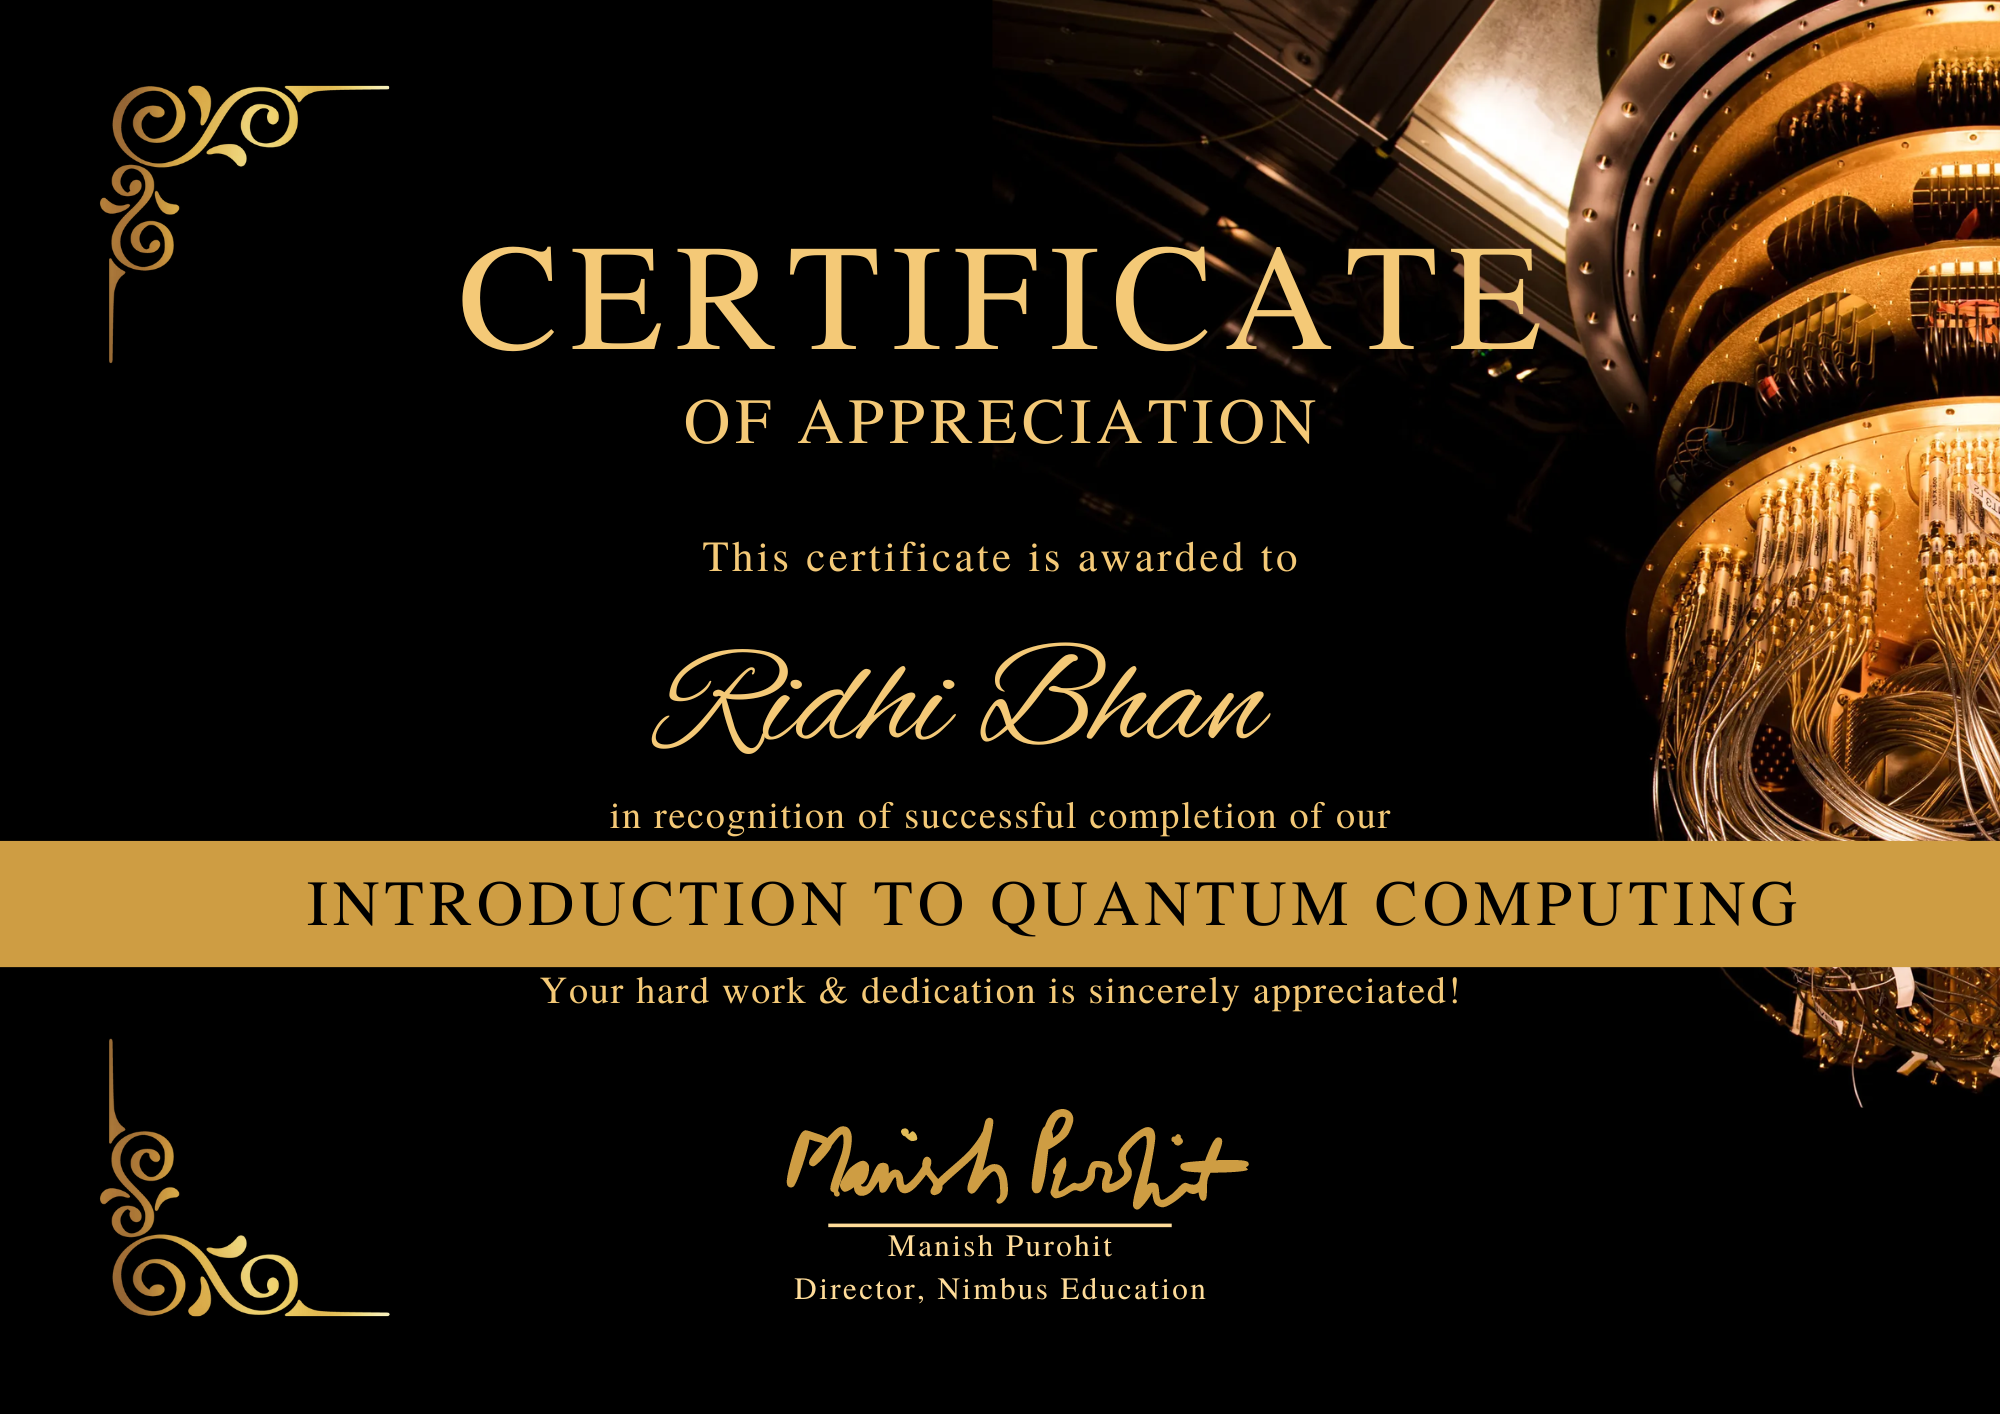 CERTIFICATE
OF APPRECIATION
This certificate is awarded to
Ridhi Bhan
in recognition of successful completion of our
INTRODUCTION TO QUANTUM COMPUTING
Your hard work & dedication is sincerely appreciated!
Manish Purohit
Manish Purohit
Director, Nimbus Education